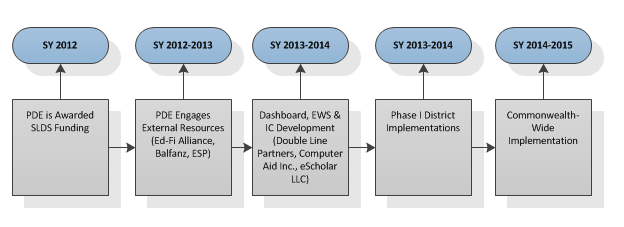 SY 2012
SY 2012-2013
SY 2013-2014
SY 2013-2014
SY 2014-2015
PDE is Awarded
SLDS Funding
PDE Engages
External Resources
(Ed-Fi Alliance,
Balfanz, ESP)
Dashboard, EWS &
IC Development
(Double Line
Partners, Computer
Aid Inc., eScholar
LLC)
Phase I District
Implementations
Commonwealth-
Wide
Implementation